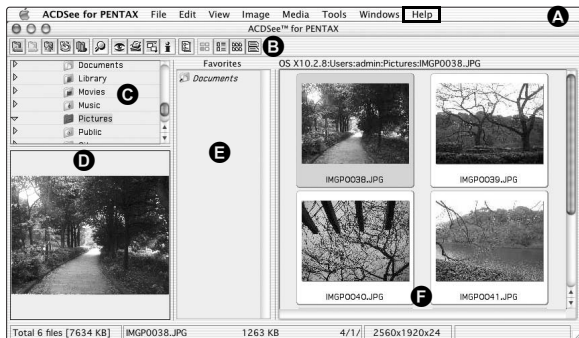 ACDSee for PENTAX File Edit View Image Media Tools Windows Help A
ACDSee™ for PENTAX
B
Documents
Library
Movies
Music
Pictures
Public
C
Favorites
Documents
E
OS X10.2.8:Users:admin:Pictures:IMGP0038.JPG
IMGP0038.JPG IMGP0039.JPG
IMGP0040.JPG IMGP0041.JPG
F
D
Total 6 files [7634 KB] IMGP0038.JPG 1263 KB 4/1/ 2560x1920x24